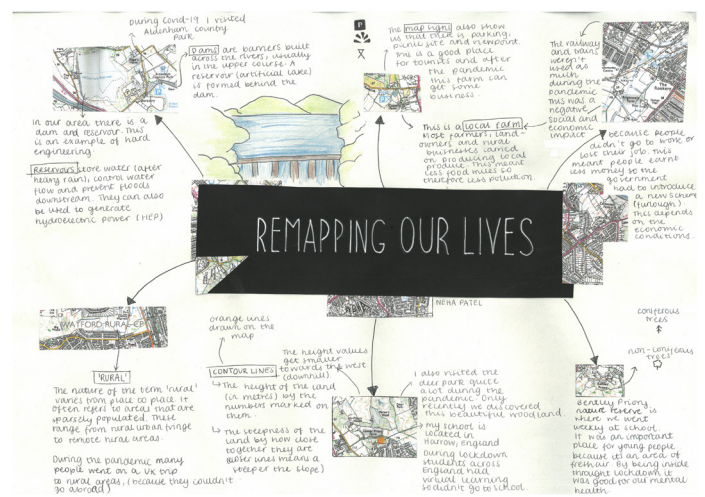 During Covid-19 I visited
Aldenham country
Park
Dams are barriers built
across the rivers, usually
in the upper course. A
reservoir (artificial lake)
is formed behind the
dam.
In our area there is a
dam and reservoir. This
is an example of hard
engineering
Reservoirs store water (after
heavy rain), control water
flow and prevent floods
downstream. They can also
be used to generate
hydroelectric power (HEP)
P
The map signs also show
us that there is parking,
picnic site and viewpoint.
This is a good place
for tourists and after
the pandemic
this farm can
get some
business.
This is a local farm
Most farmers, land-
owners and rural
businesses carried
on producing local
produce. This meant
less food miles so
therefore less pollution.
The railway
and trains
weren't
used as
much
during the
pandemic
This was a
negative
social and
economic
impact
because people
didn't go to work or
lost their job. This
meant people earnt
less money so the
government
had to introduce
a new scheme
(furlough) This
depends on
the economic
conditions.
REMAPPING OUR LIVES
NEHA PATEL
WATFORD RURAL CP
'RURAL'
The nature of the term 'rural'
varies from place to place. It
often refers to areas that are
sparsely populated. These
range from rural urban fringe
to remote rural areas.
During the pandemic many
people went on a UK trip
to rural areas, (because they couldn't
go abroad)
orange lines
drawn on the
map
CONTOUR LINES
The height of the land
(in metres) by the
numbers marked on
them.
The steepness of the
land by how close
together they are
(closer lines mean a
steeper the slope)
The height values
get smaller
towards the west
(downhill)
I also visited the
deer park quite
a lot during the
pandemic. Only
recently we discovered
this beautiful woodland.
My school is
located in
Harrow, England
During lockdown
students across
England had
virtual learning
so didn't go to school.
coniferous
trees
non-coniferous
trees
Bentley Priory
nature reserve is
where we went
weekly at school.
It was an important
place for young people
because it's an area of
fresh air. By being inside
throught lockdown it
was good for our mental
health.